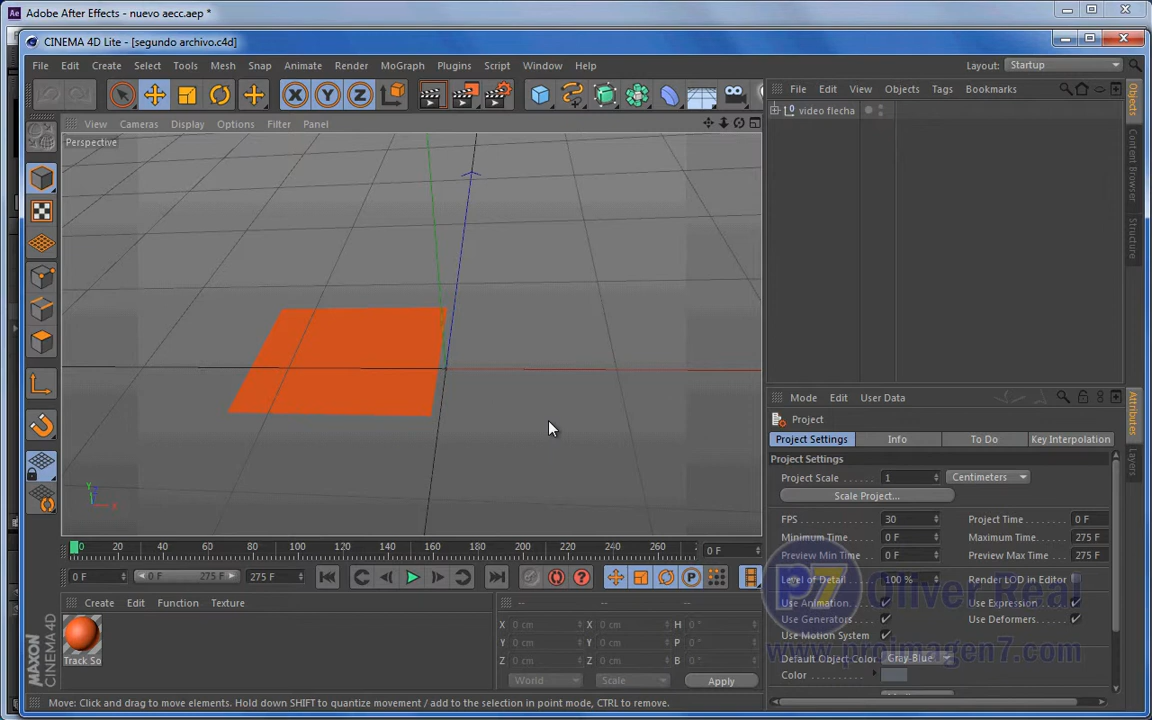 Adobe After Effects - nuevo aecc.aep *
CINEMA 4D Lite - [segundo archivo.c4d]
File Edit Create Select Tools Mesh Snap Animate Render MoGraph Plugins Script Window Help
Layout: Startup
File Edit View Objects Tags Bookmarks
View Cameras Display Options Filter Panel
Perspective
video flecha
Objects
Content Browser
Structure
Y
X
Mode Edit User Data
Project
Project Settings Info To Do Key Interpolation
Project Settings
Project Scale 1 Centimeters
Scale Project...
FPS 30 Project Time 0 F
Minimum Time 0 F Maximum Time 275 F
Preview Min Time 0 F Preview Max Time 275 F
Level of Detail 100 % Render LOD in Editor
Use Animation Use Expression
Use Generators Use Deformers
Use Motion System
Default Object Color Gray-Blue
Color
Attributes
Layers
P7 Oliver Real
www.proimagen7.com
0 20 40 60 80 100 120 140 160 180 200 220 240 260 0 F
0 F 0 F 275 F 275 F
Create Edit Function Texture
Track So
-- -- --
X 0 cm X 0 cm H 0 °
Y 0 cm Y 0 cm P 0 °
Z 0 cm Z 0 cm B 0 °
World Scale Apply
MAXON CINEMA 4D
Move: Click and drag to move elements. Hold down SHIFT to quantize movement / add to the selection in point mode, CTRL to remove.